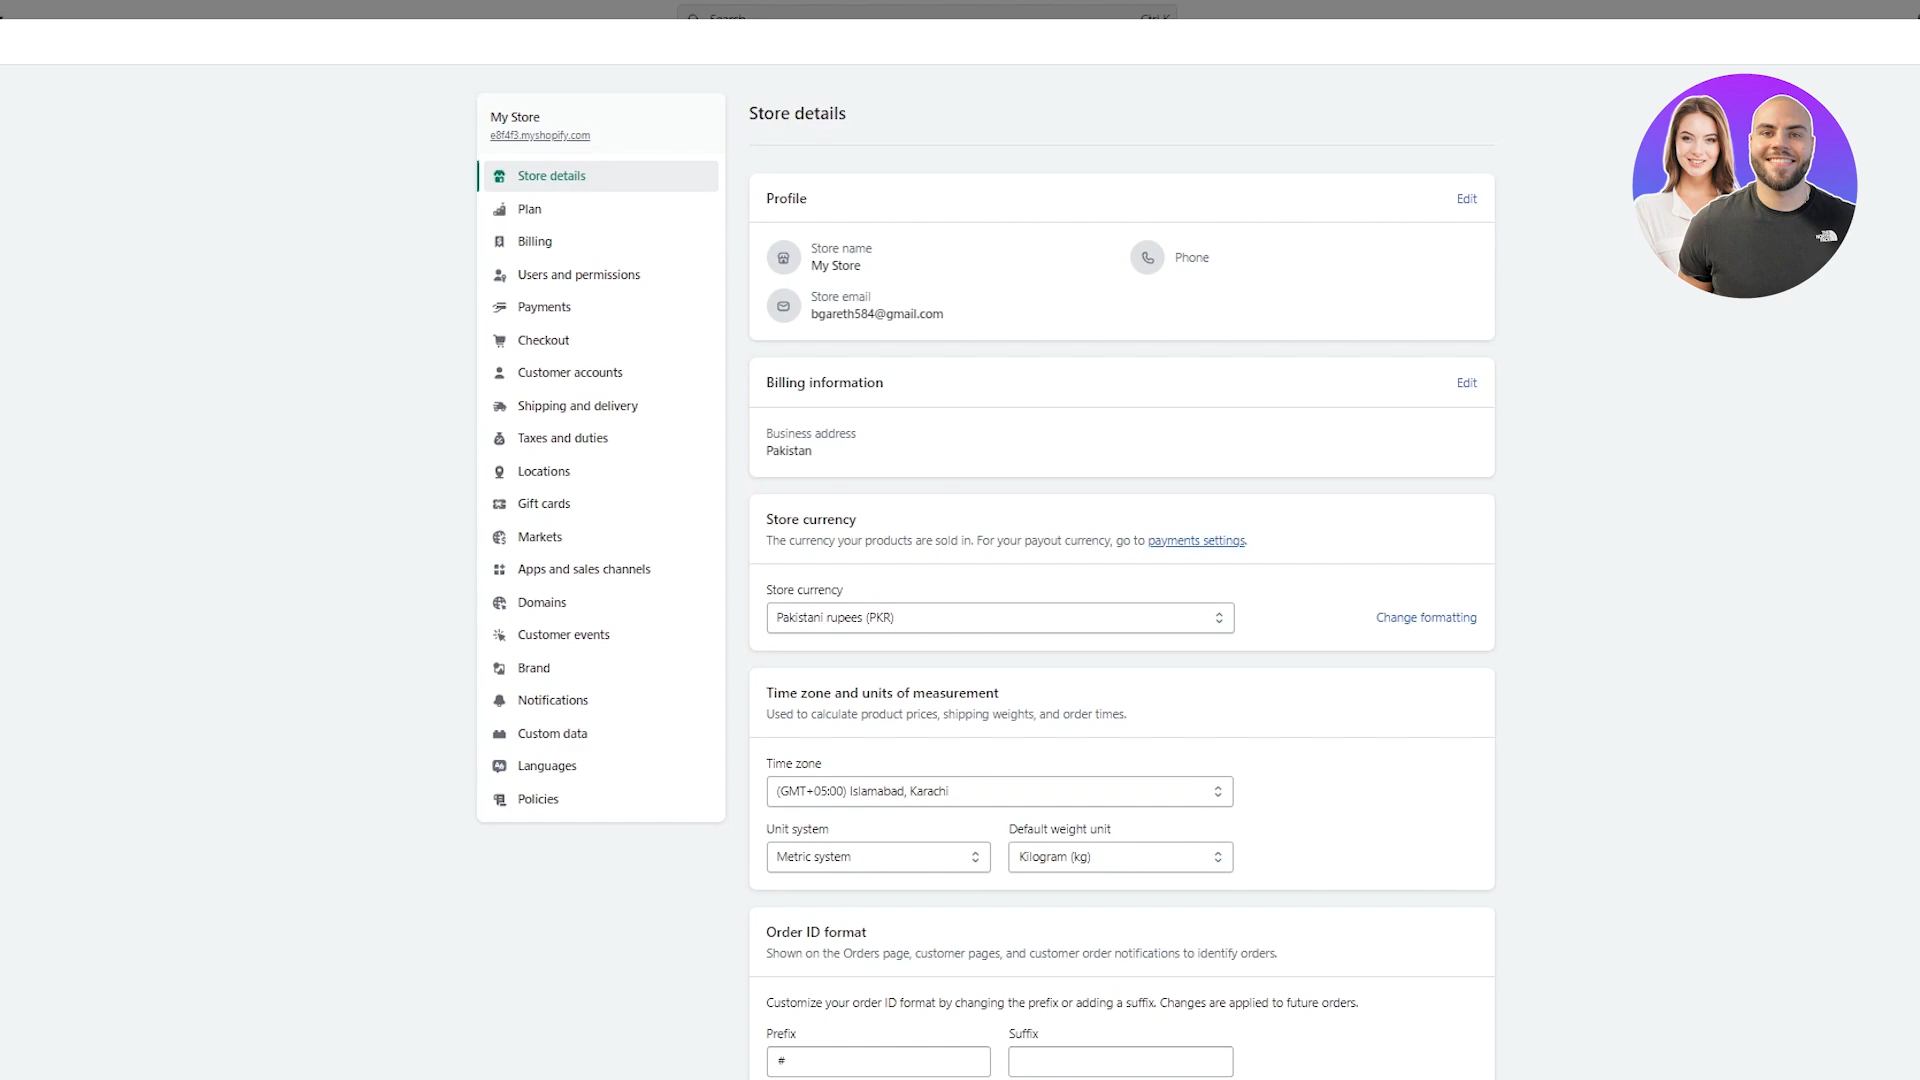 Search
Ctrl K
My Store
e8f4f3.myshopify.com
Store details
Plan
Billing
Users and permissions
Payments
Checkout
Customer accounts
Shipping and delivery
Taxes and duties
Locations
Gift cards
Markets
Apps and sales channels
Domains
Customer events
Brand
Notifications
Custom data
Languages
Policies
Store details
Profile
Edit
Store name
My Store
Phone
Store email
bgareth584@gmail.com
Billing information
Edit
Business address
Pakistan
Store currency
The currency your products are sold in. For your payout currency, go to payments settings.
Store currency
Pakistani rupees (PKR)
Change formatting
Time zone and units of measurement
Used to calculate product prices, shipping weights, and order times.
Time zone
(GMT+05:00) Islamabad, Karachi
Unit system
Default weight unit
Metric system
Kilogram (kg)
Order ID format
Shown on the Orders page, customer pages, and customer order notifications to identify orders.
Customize your order ID format by changing the prefix or adding a suffix. Changes are applied to future orders.
Prefix
Suffix
#
THE
NORTH
FACE